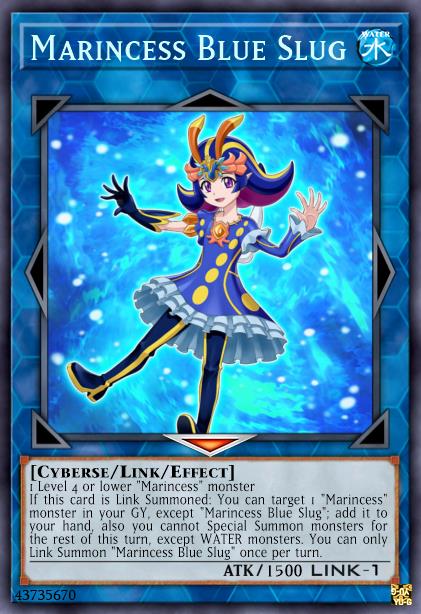 Marincess Blue Slug
WATER
水
[Cyberse/Link/Effect]
1 Level 4 or lower "Marincess" monster
If this card is Link Summoned: You can target 1 "Marincess"
monster in your GY, except "Marincess Blue Slug"; add it to
your hand, also you cannot Special Summon monsters for
the rest of this turn, except WATER monsters. You can only
Link Summon "Marincess Blue Slug" once per turn.
ATK/1500 LINK-1
43735670